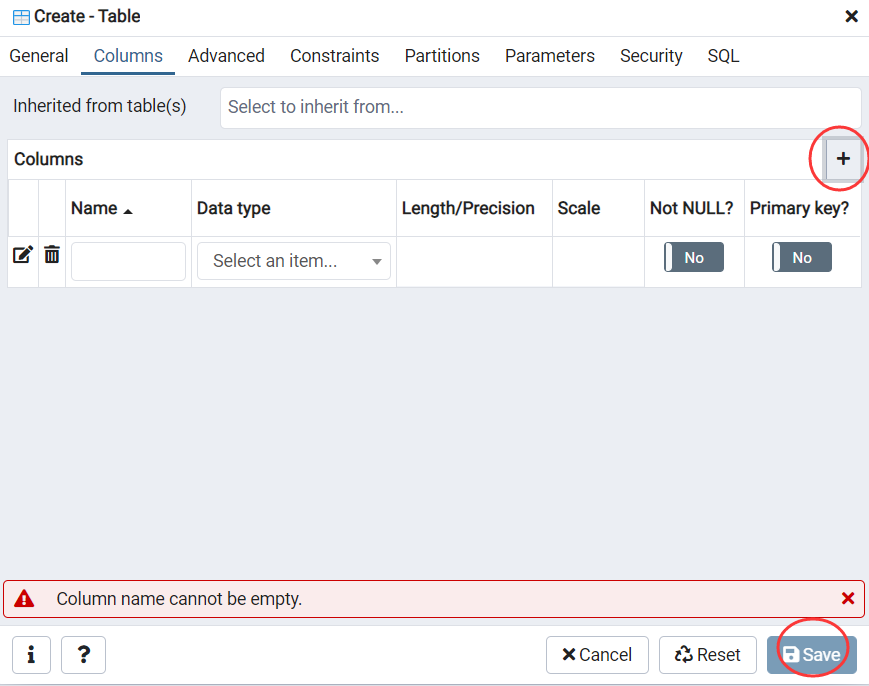 Create - Table
General Columns Advanced Constraints Partitions Parameters Security SQL
Inherited from table(s) Select to inherit from...
Columns +
Name Data type Length/Precision Scale Not NULL? Primary key?
Select an item... No No
Column name cannot be empty.
i ? Cancel Reset Save